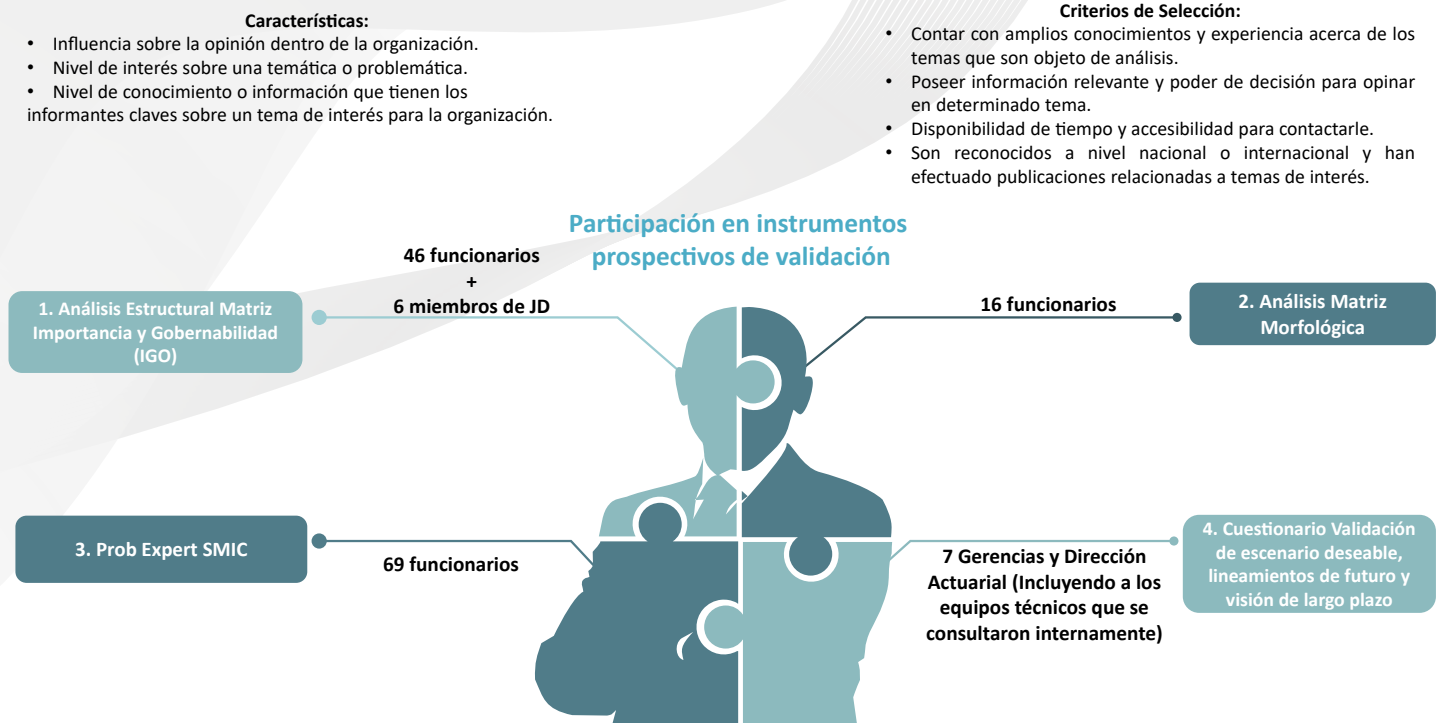 Características:
• Influencia sobre la opinión dentro de la organización.
• Nivel de interés sobre una temática o problemática.
• Nivel de conocimiento o información que tienen los
informantes claves sobre un tema de interés para la organización.
Criterios de Selección:
• Contar con amplios conocimientos y experiencia acerca de los
temas que son objeto de análisis.
• Poseer información relevante y poder de decisión para opinar
en determinado tema.
• Disponibilidad de tiempo y accesibilidad para contactarle.
• Son reconocidos a nivel nacional o internacional y han
efectuado publicaciones relacionadas a temas de interés.
Participación en instrumentos
prospectivos de validación
46 funcionarios
+
6 miembros de JD
1. Análisis Estructural Matriz
Importancia y Gobernabilidad
(IGO)
16 funcionarios
2. Análisis Matriz
Morfológica
3. Prob Expert SMIC
69 funcionarios
7 Gerencias y Dirección
Actuarial (Incluyendo a los
equipos técnicos que se
consultaron internamente)
4. Cuestionario Validación
de escenario deseable,
lineamientos de futuro y
visión de largo plazo